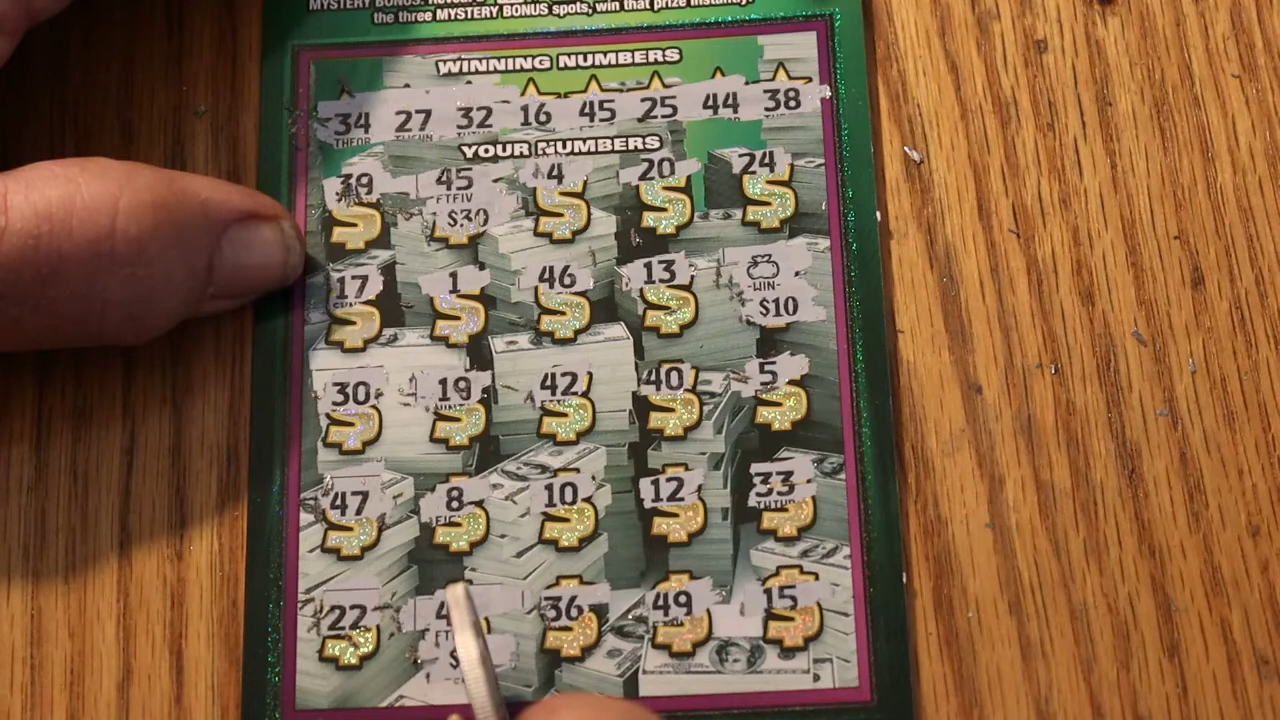 MYSTERY BONUS:
the three MYSTERY BONUS spots, win that prize instantly.
WINNING NUMBERS
34 27 32 16 45 25 44 38
YOUR NUMBERS
39 45 4 20 24
FTFIV
$30
17 1 46 13
-WIN-
$10
30 19 42 40 5
47 8 10 12 33
THTHR
22 36 49 15